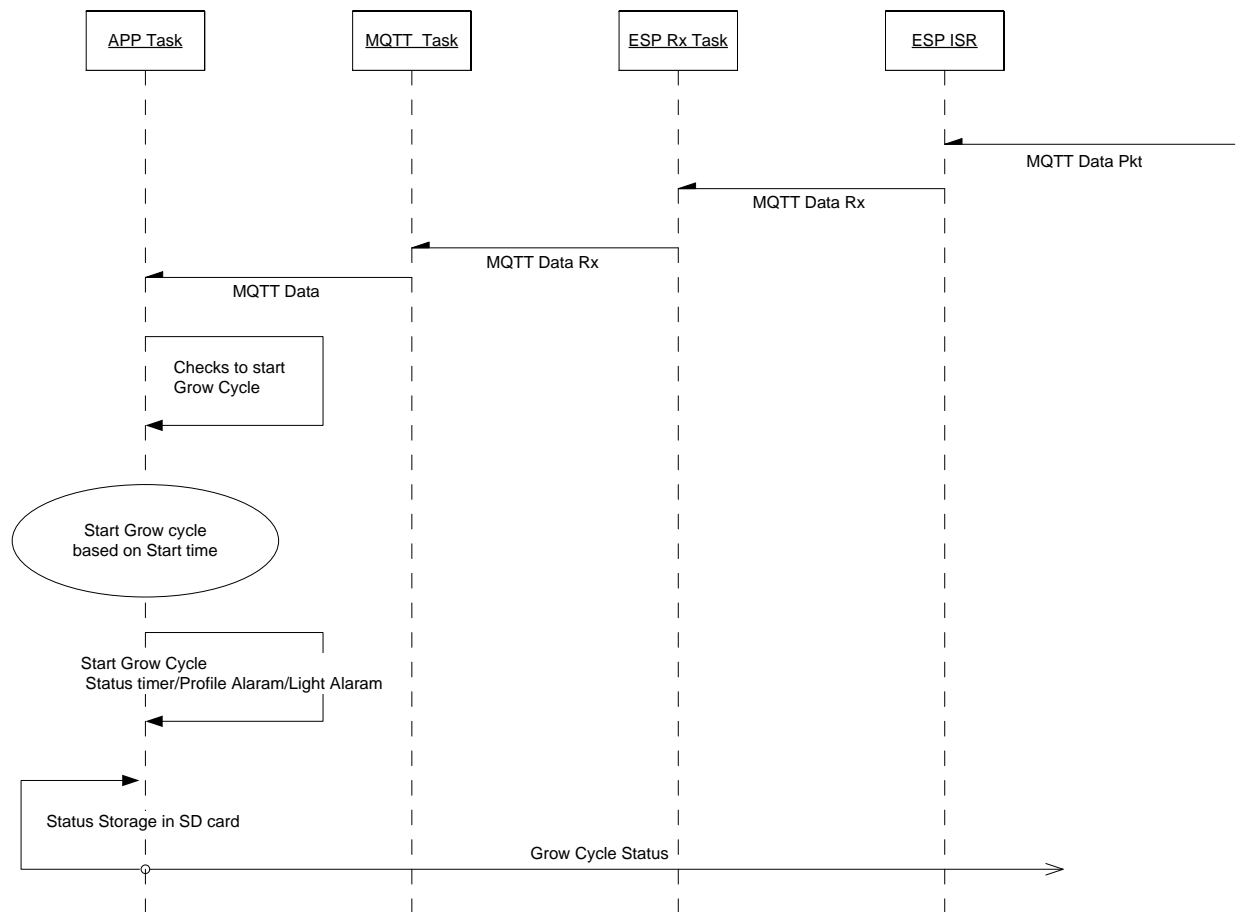 APP Task
MQTT  Task
ESP Rx Task
ESP ISR
MQTT Data Pkt
MQTT Data Rx
MQTT Data Rx
MQTT Data
Checks to start
Grow Cycle
Start Grow cycle
based on Start time
Start Grow Cycle
Status timer/Profile Alaram/Light Alaram
Status Storage in SD card
Grow Cycle Status